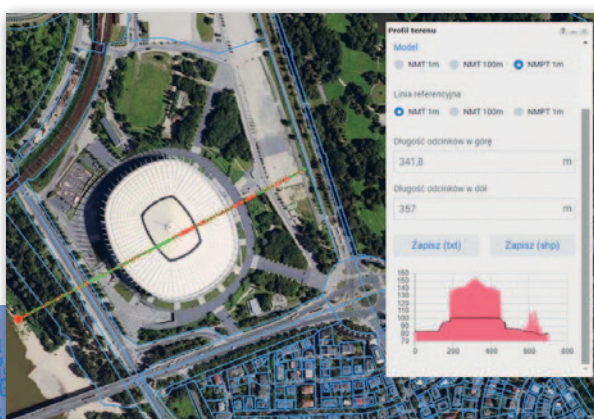 Profil terenu ? – ×
Model
NMT 1m NMT 100m NMPT 1m
Linia referencyjna
NMT 1m NMT 100m NMPT 1m
Długość odcinków w górę
341,8 m
Długość odcinków w dół
357 m
Zapisz (txt) Zapisz (shp)
160
150
140
130
120
110
100
90
80
70
0 200 400 600 800